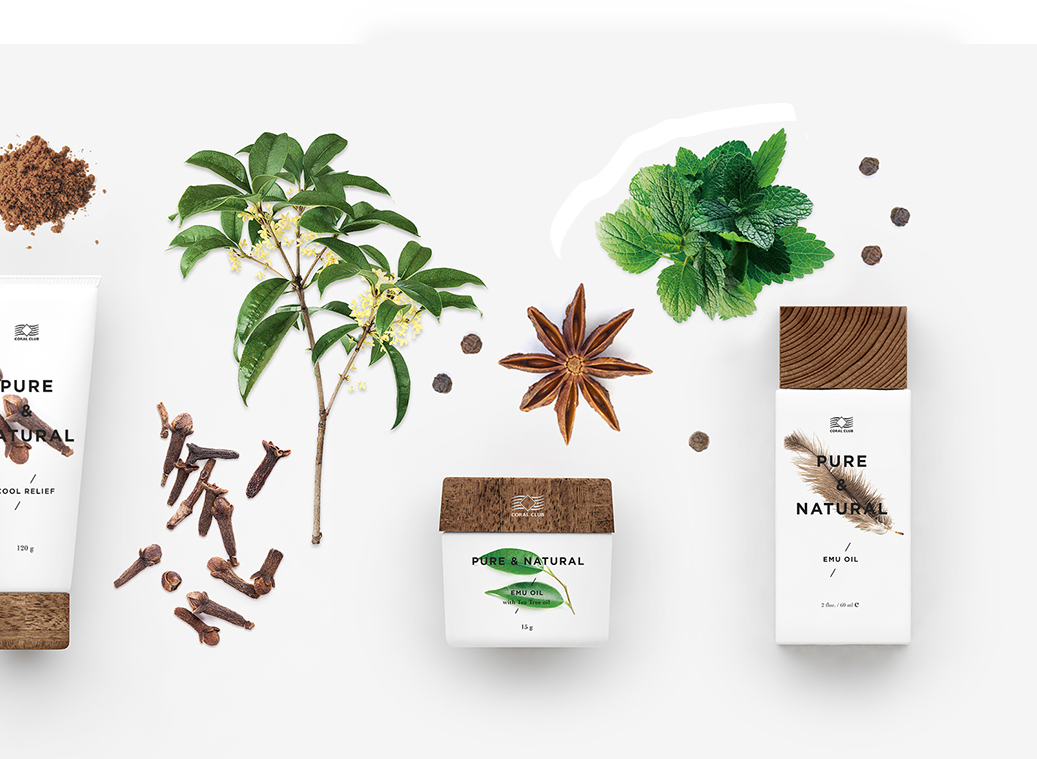 CORAL CLUB
PURE
&
ATURAL
/
COOL RELIEF
/
120 g
CORAL CLUB
PURE & NATURAL
/
EMU OIL
with Tea Tree oil
/
15 g
CORAL CLUB
PURE
&
NATURAL
/
EMU OIL
/
2 fl oz. / 60 ml e